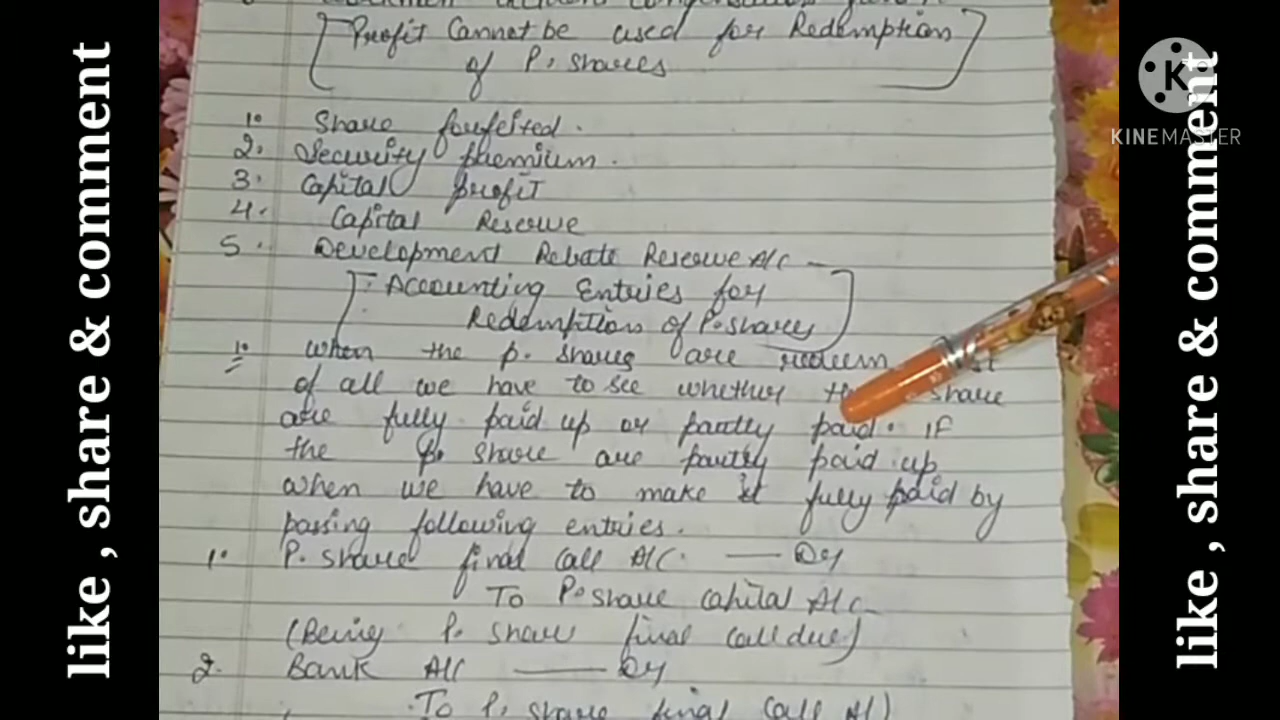 [Profit Cannot be used for Redemption
of P. Shares]
1. Share forfeited.
2. Security premium.
3. Capital profit
4. Capital Reserve
5. Development Rebate Reserve A/C
[: Accounting Entries for
Redemption of P. shares]
1. When the p. shares are redeem
of all we have to see whether share
are fully paid up or partly paid. if
the p. share are partly paid up
when we have to make it fully paid by
passing following entries.
1. P. share final call A/C. — Dr
To P. share capital A/C
(Being P. share final call due)
2. Bank A/C — Dr
To P. share final call A/C
like , share & comment
like , share & comment
K
KINEMASTER